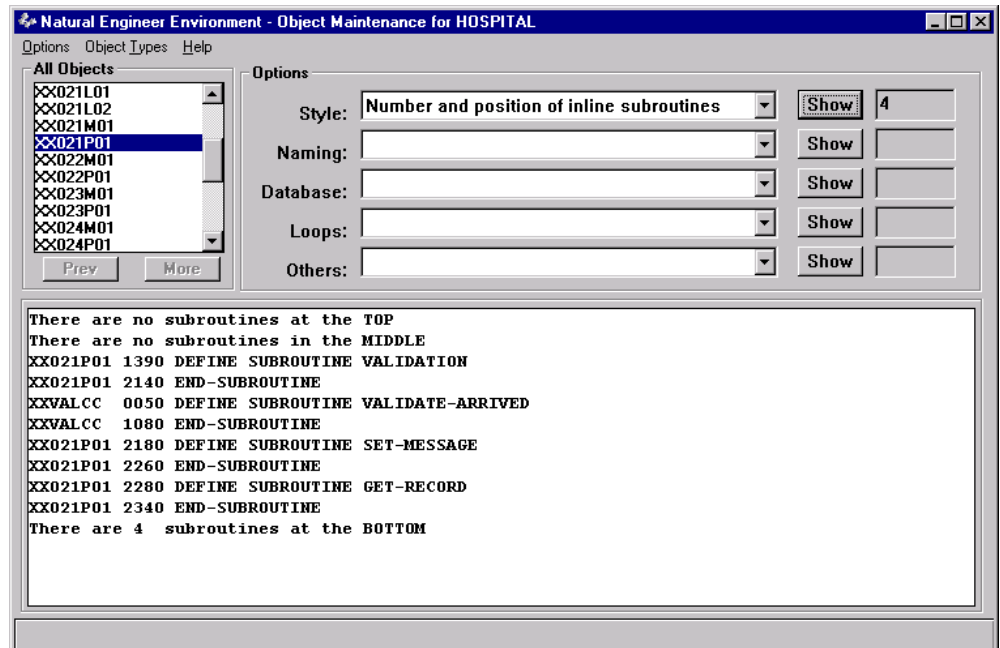 Natural Engineer Environment - Object Maintenance for HOSPITAL
Options Object Types Help
All Objects
XX021L01
XX021L02
XX021M01
XX021P01
XX022M01
XX022P01
XX023M01
XX023P01
XX024M01
XX024P01
Prev More
Options
Style: Number and position of inline subroutines Show 4
Naming: Show
Database: Show
Loops: Show
Others: Show
There are no subroutines at the TOP
There are no subroutines in the MIDDLE
XX021P01 1390 DEFINE SUBROUTINE VALIDATION
XX021P01 2140 END-SUBROUTINE
XXVALCC 0050 DEFINE SUBROUTINE VALIDATE-ARRIVED
XXVALCC 1080 END-SUBROUTINE
XX021P01 2180 DEFINE SUBROUTINE SET-MESSAGE
XX021P01 2260 END-SUBROUTINE
XX021P01 2280 DEFINE SUBROUTINE GET-RECORD
XX021P01 2340 END-SUBROUTINE
There are 4 subroutines at the BOTTOM